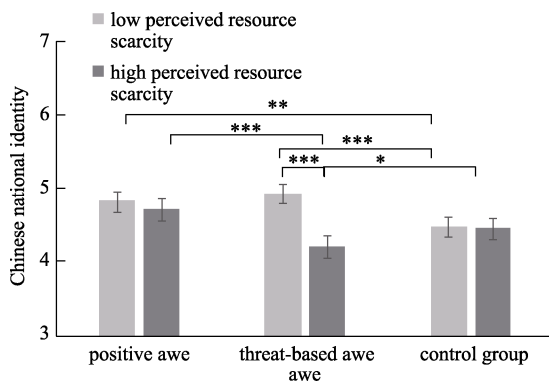 low perceived resource
scarcity
high perceived resource
scarcity
Chinese national identity
7
6
5
4
3
**
***
***
***
*
positive awe
threat-based awe
awe
control group